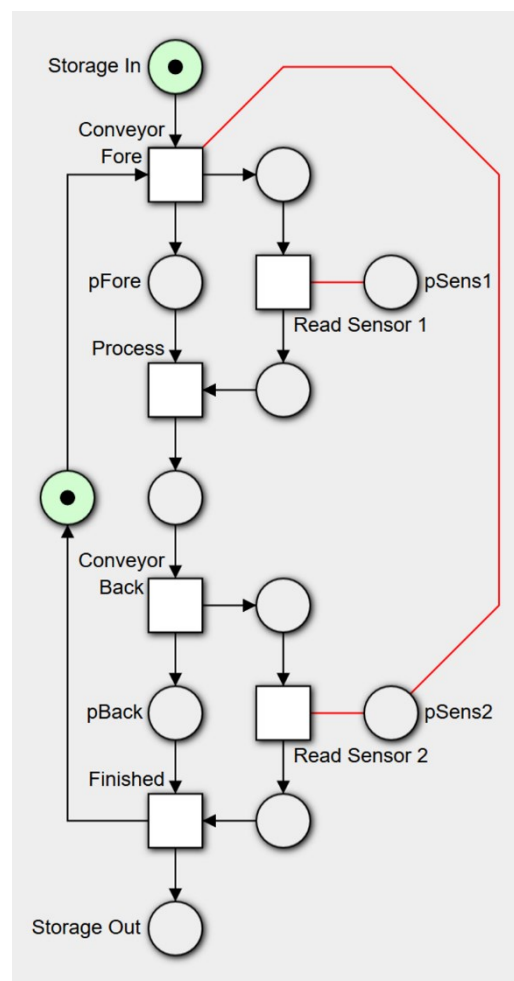 Storage In
Conveyor
Fore
pFore
pSens1
Read Sensor 1
Process
Conveyor
Back
pBack
pSens2
Read Sensor 2
Finished
Storage Out